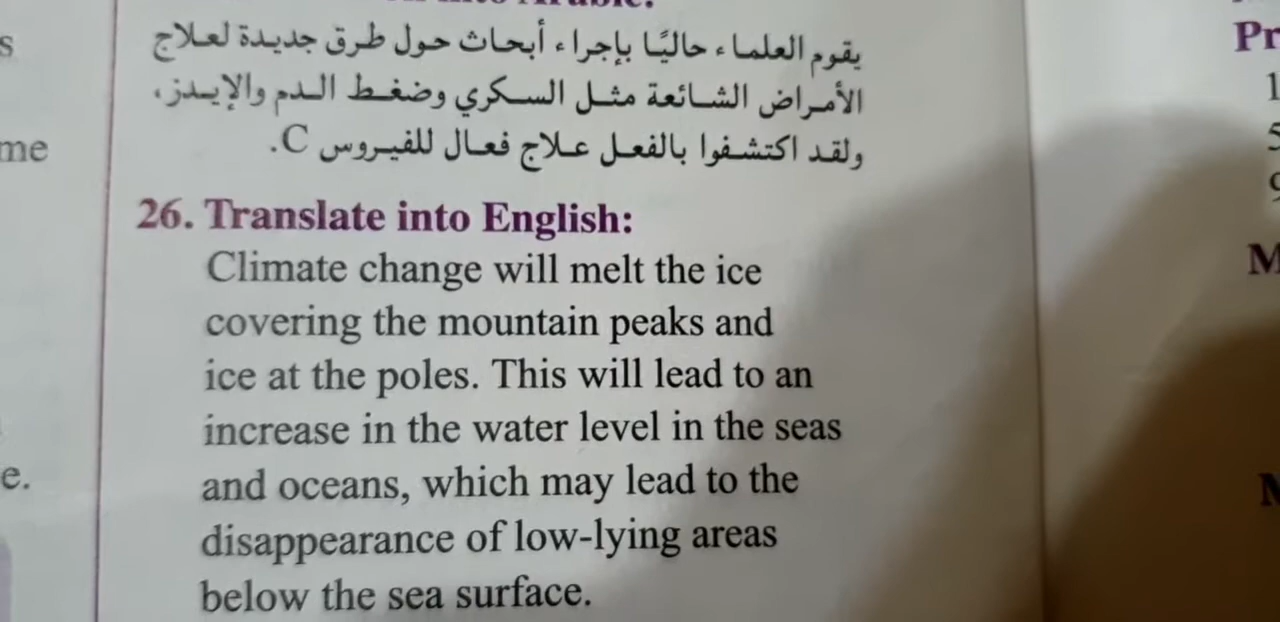 يقوم العلماء حاليًا بإجراء أبحاث حول طرق جديدة لعلاج
الأمراض الشائعة مثل السكري وضغط الدم والإيدز،
ولقد اكتشفوا بالفعل علاج فعال للفيروس C.
26. Translate into English:
Climate change will melt the ice
covering the mountain peaks and
ice at the poles. This will lead to an
increase in the water level in the seas
and oceans, which may lead to the
disappearance of low-lying areas
below the sea surface.